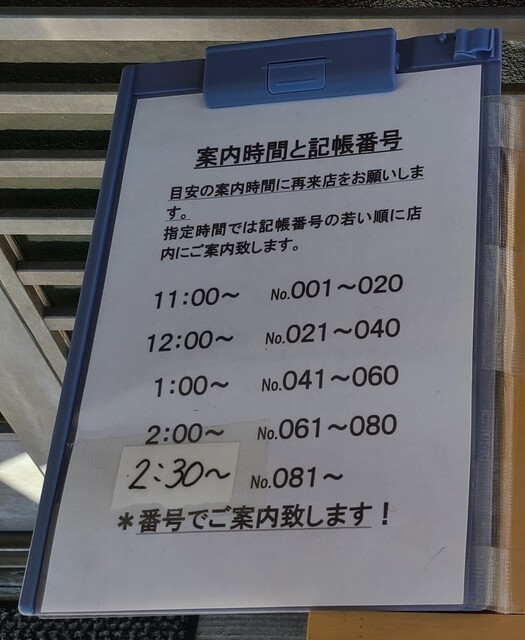 案内時間と記帳番号
目安の案内時間に再来店をお願いしま
す。
指定時間では記帳番号の若い順に店
内にご案内致します。
11:00～ No.001～020
12:00～ No.021～040
1:00～ No.041～060
2:00～ No.061～080
2:30～ No.081～
＊番号でご案内致します！